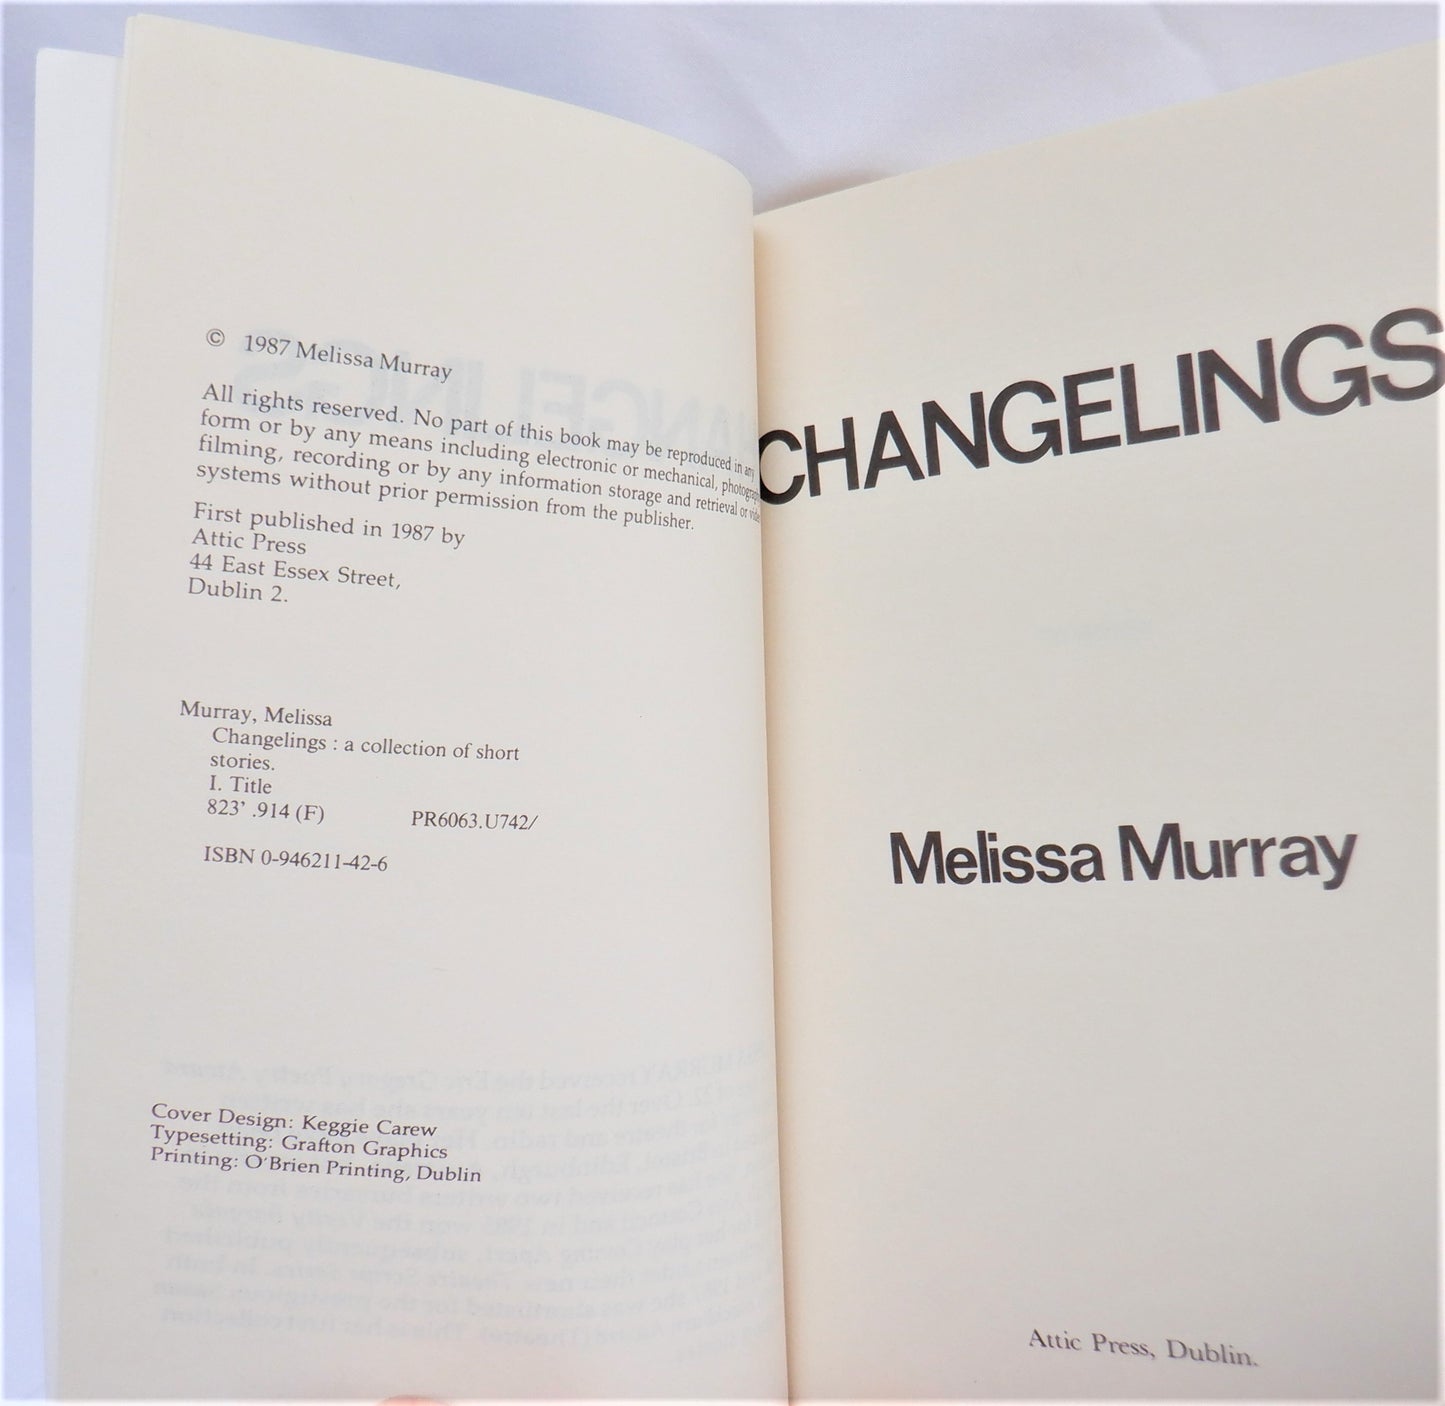 © 1987 Melissa Murray
All rights reserved. No part of this book may be reproduced in any
form or by any means including electronic or mechanical,
filming, recording or by any information storage and retrieval or
systems without prior permission from the publisher.
First published in 1987 by
Attic Press
44 East Essex Street,
Dublin 2.
Murray, Melissa
Changelings : a collection of short
stories.
I. Title
823' .914 (F) PR6063.U742/
ISBN 0-946211-42-6
Cover Design: Keggie Carew
Typesetting: Grafton Graphics
Printing: O'Brien Printing, Dublin
CHANGELINGS
Melissa Murray
Attic Press, Dublin.